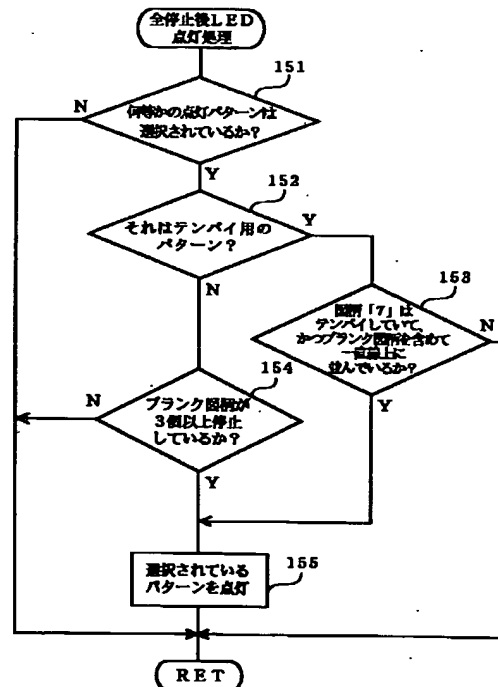 全停止後LED
点灯処理
151
N
何等かの点灯パターンは
選択されているか?
Y
152
それはテンパイ用の
パターン?
Y
N
153
図柄「7」は
テンパイしていて、
かつブランク図柄を含めて
一直線上に
並んでいるか?
N
Y
154
N
ブランク図柄が
3個以上停止
しているか?
Y
155
選択されている
パターンを点灯
RET